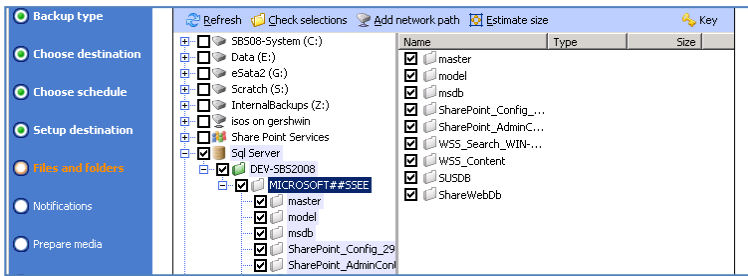 Backup type
Choose destination
Choose schedule
Setup destination
Files and folders
Notifications
Prepare media
Refresh Check selections Add network path Estimate size Key
SBS08-System (C:)
Data (E:)
eSata2 (G:)
Scratch (S:)
InternalBackups (Z:)
isos on gershwin
Share Point Services
Sql Server
DEV-SBS2008
MICROSOFT##SSEE
master
model
msdb
SharePoint_Config_29
SharePoint_AdminCon
Name Type Size
master
model
msdb
SharePoint_Config_...
SharePoint_AdminC...
WSS_Search_WIN-...
WSS_Content
SUSDB
ShareWebDb